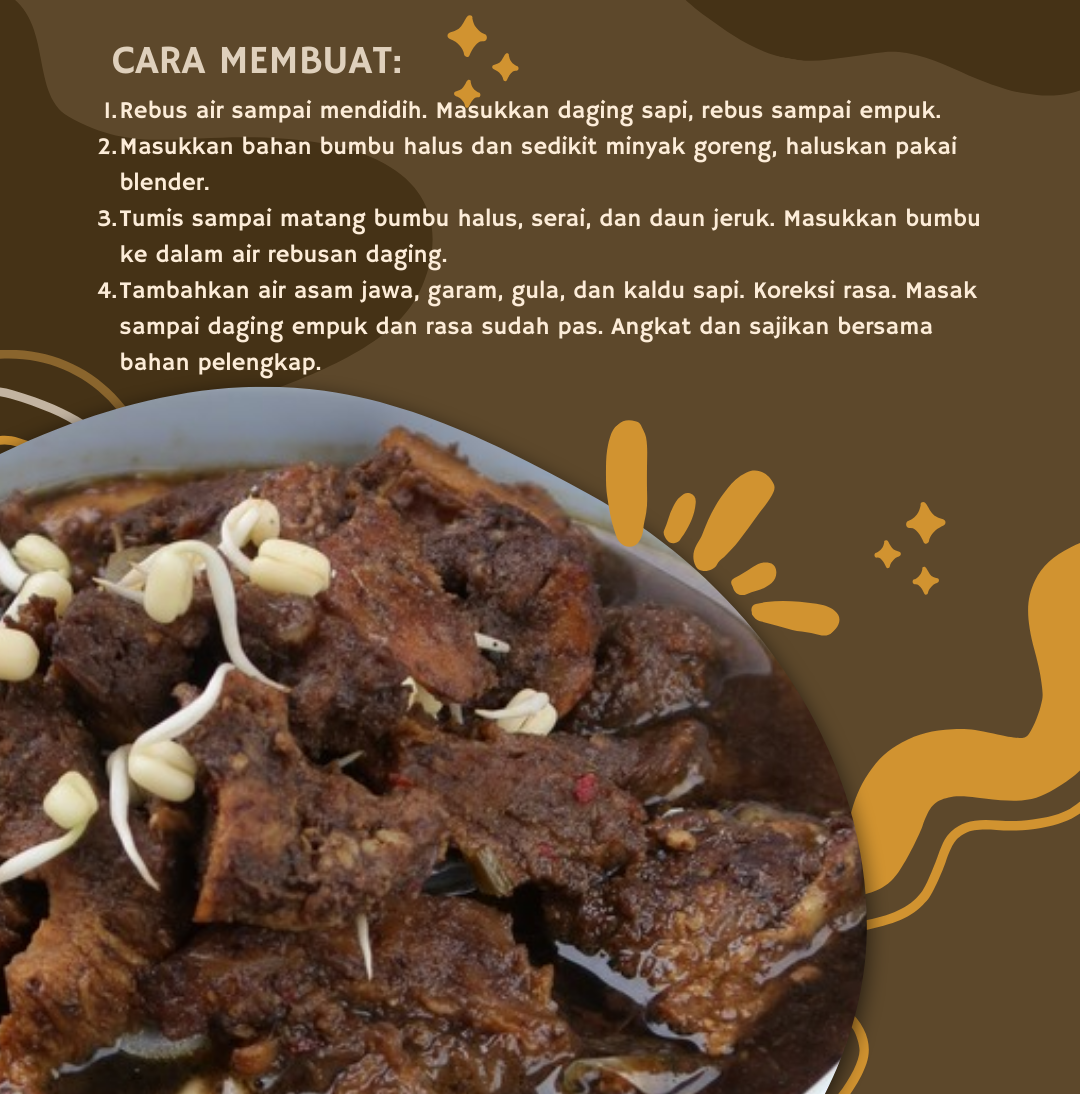 CARA MEMBUAT:
1. Rebus air sampai mendidih. Masukkan daging sapi, rebus sampai empuk.
2. Masukkan bahan bumbu halus dan sedikit minyak goreng, haluskan pakai
blender.
3. Tumis sampai matang bumbu halus, serai, dan daun jeruk. Masukkan bumbu
ke dalam air rebusan daging.
4. Tambahkan air asam jawa, garam, gula, dan kaldu sapi. Koreksi rasa. Masak
sampai daging empuk dan rasa sudah pas. Angkat dan sajikan bersama
bahan pelengkap.